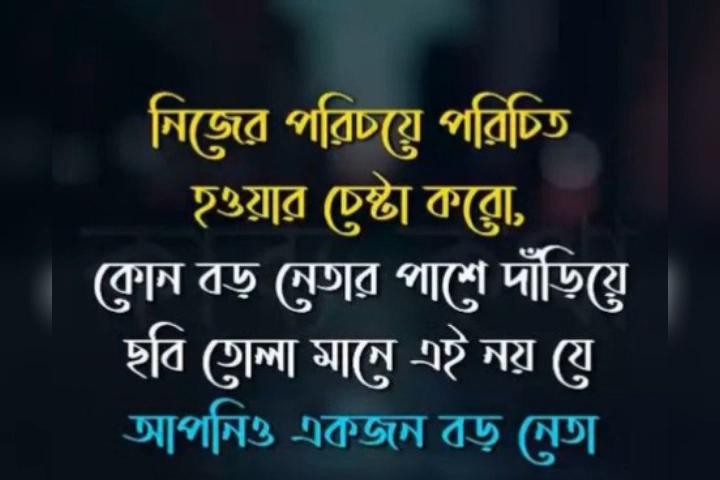 নিজের পরিচয়ে পরিচিত
হওয়ার চেষ্টা করো,
কোন বড় নেতার পাশে দাঁড়িয়ে
ছবি তোলা মানে এই নয় যে
আপনিও একজন বড় নেতা